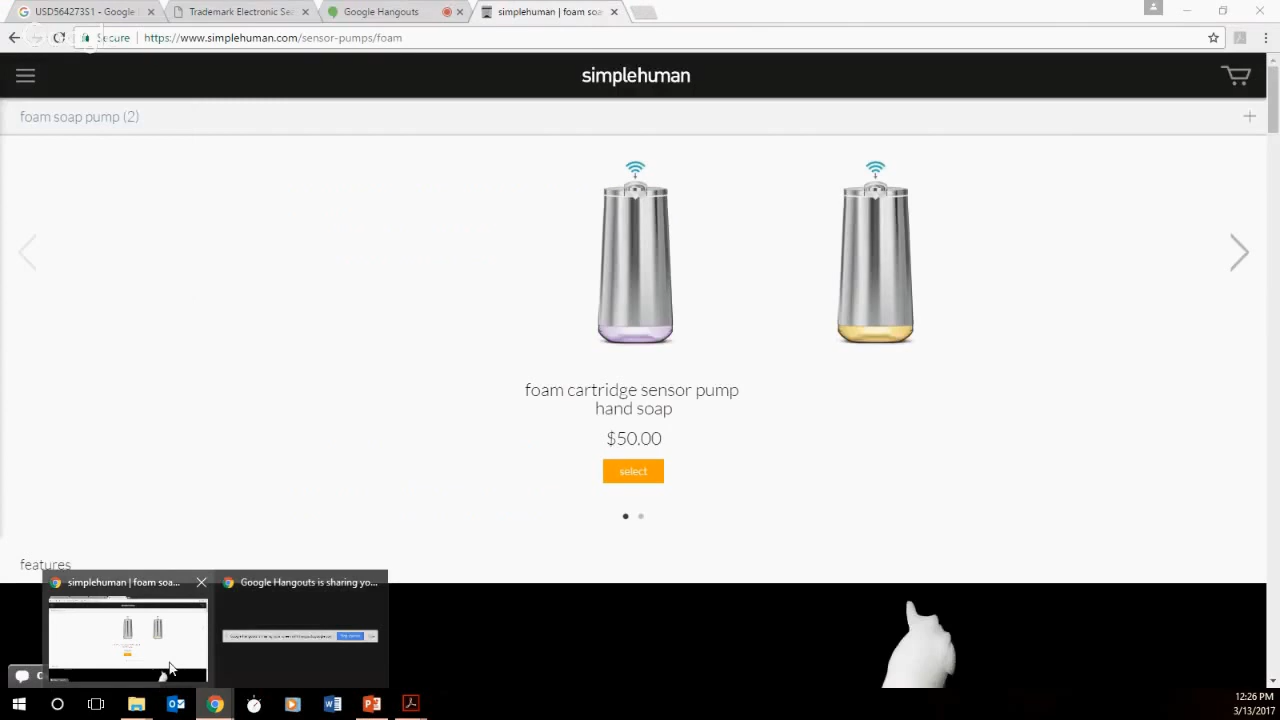 USD564273S1 - Google
Trademark Electronic Se
Google Hangouts
simplehuman | foam soa
Secure
https://www.simplehuman.com/sensor-pumps/foam
simplehuman
foam soap pump (2)
foam cartridge sensor pump
hand soap
$50.00
select
features
simplehuman | foam soa...
Google Hangouts is sharing yo...
12:26 PM
3/13/2017